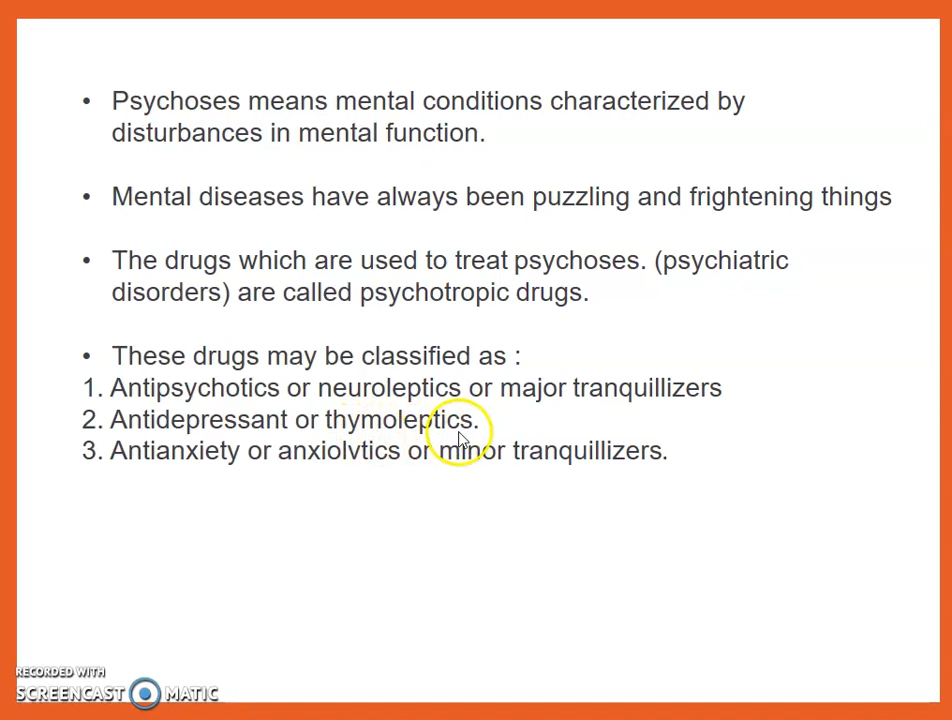 • Psychoses means mental conditions characterized by
disturbances in mental function.
• Mental diseases have always been puzzling and frightening things
• The drugs which are used to treat psychoses. (psychiatric
disorders) are called psychotropic drugs.
• These drugs may be classified as :
1. Antipsychotics or neuroleptics or major tranquillizers
2. Antidepressant or thymoleptics.
3. Antianxiety or anxiolvtics or minor tranquillizers.
RECORDED WITH
SCREENCAST MATIC